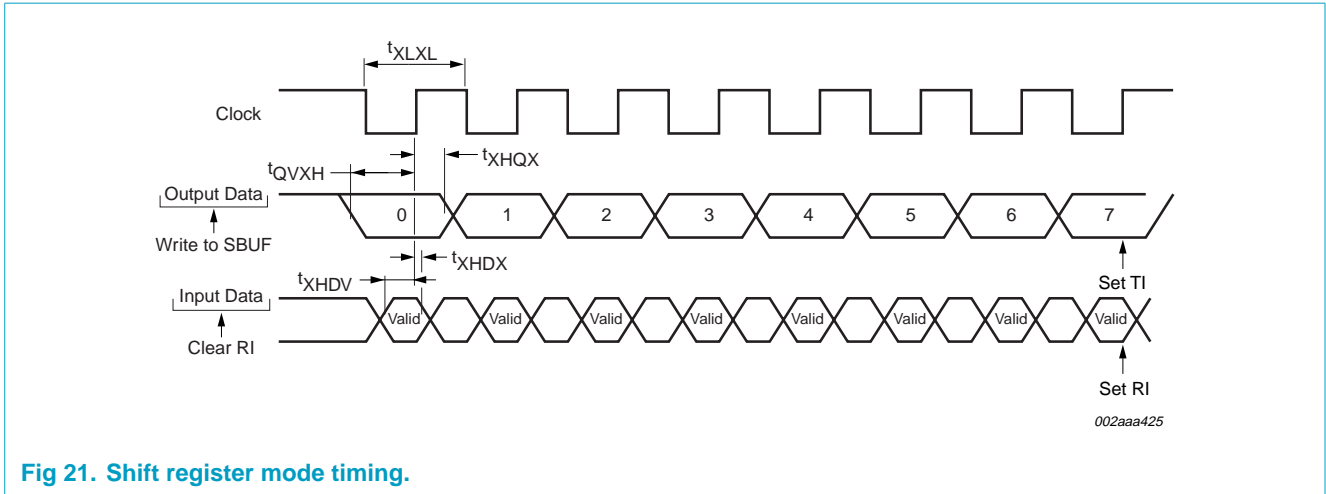 tXLXL
Clock
tXHQX
tQVXH
Output Data
0 1 2 3 4 5 6 7
Write to SBUF
tXHDX
tXHDV
Set TI
Input Data
Valid Valid Valid Valid Valid Valid Valid Valid
Clear RI
Set RI
002aaa425
Fig 21. Shift register mode timing.